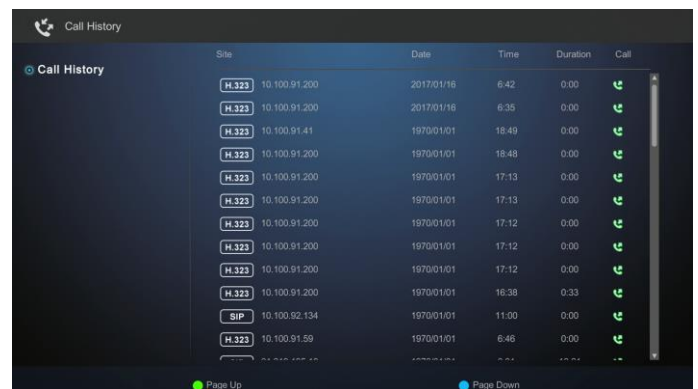 Call History
Call History
Site Date Time Duration Call
H.323 10.100.91.200 2017/01/16 6:42 0:00
H.323 10.100.91.200 2017/01/16 6:35 0:00
H.323 10.100.91.41 1970/01/01 18:49 0:00
H.323 10.100.91.200 1970/01/01 18:48 0:00
H.323 10.100.91.200 1970/01/01 17:13 0:00
H.323 10.100.91.200 1970/01/01 17:13 0:00
H.323 10.100.91.200 1970/01/01 17:12 0:00
H.323 10.100.91.200 1970/01/01 17:12 0:00
H.323 10.100.91.200 1970/01/01 17:12 0:00
H.323 10.100.91.200 1970/01/01 16:38 0:33
SIP 10.100.92.134 1970/01/01 11:00 0:00
H.323 10.100.91.59 1970/01/01 6:46 0:00
Page Up Page Down